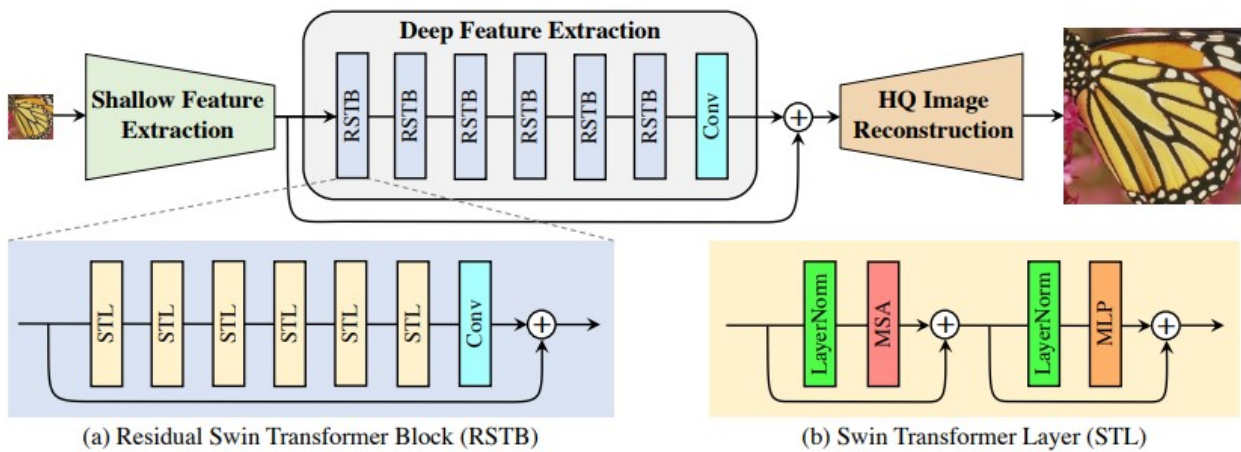 Deep Feature Extraction
Shallow Feature
Extraction
RSTB
RSTB
RSTB
RSTB
RSTB
RSTB
Conv
+
HQ Image
Reconstruction
STL
STL
STL
STL
STL
STL
Conv
+
LayerNorm
MSA
+
LayerNorm
MLP
+
(a) Residual Swin Transformer Block (RSTB)
(b) Swin Transformer Layer (STL)